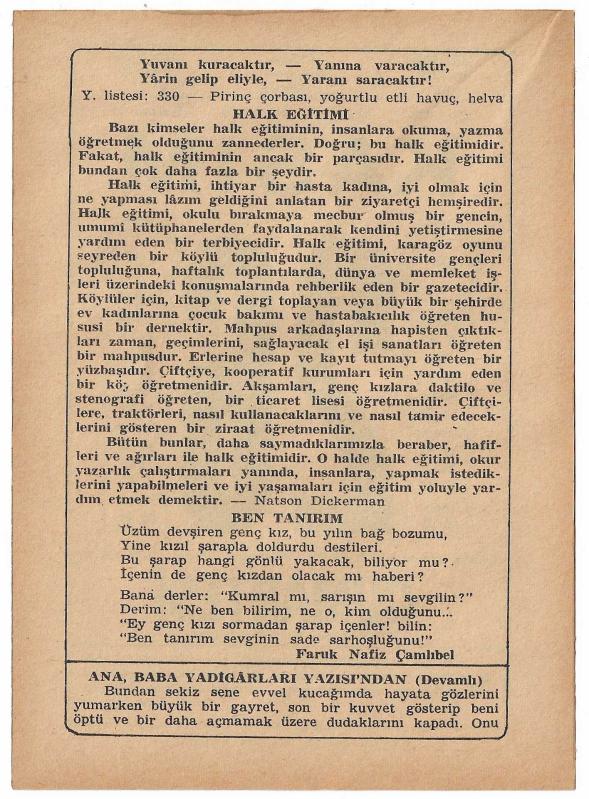 Yuvanı kuracaktır, — Yanına varacaktır,
Yârin gelip eliyle, — Yaranı saracaktır!
Y. listesi: 330 — Pirinç çorbası, yoğurtlu etli havuç, helva
HALK EĞİTİMİ
Bazı kimseler halk eğitiminin, insanlara okuma, yazma
öğretmek olduğunu zannederler. Doğru; bu halk eğitimidir.
Fakat, halk eğitiminin ancak bir parçasıdır. Halk eğitimi
bundan çok daha fazla bir şeydir.
Halk eğitimi, ihtiyar bir hasta kadına, iyi olmak için
ne yapması lâzım geldiğini anlatan bir ziyaretçi hemşiredir.
Halk eğitimi, okulu bırakmaya mecbur olmuş bir gencin,
umumî kütüphanelerden faydalanarak kendini yetiştirmesine
yardım eden bir terbiyecidir. Halk eğitimi, karagöz oyunu
seyreden bir köylü topluluğudur. Bir üniversite gençleri
topluluğuna, haftalık toplantılarda, dünya ve memleket iş-
leri üzerindeki konuşmalarında rehberlik eden bir gazetecidir.
Köylüler için, kitap ve dergi toplayan veya büyük bir şehirde
ev kadınlarına çocuk bakımı ve hastabakıcılık öğreten hu-
susî bir dernektir. Mahpus arkadaşlarına hapisten çıktık-
ları zaman, geçimlerini, sağlayacak el işi sanatları öğreten
bir mahpusdur. Erlerine hesap ve kayıt tutmayı öğreten bir
yüzbaşıdır. Çiftçiye, kooperatif kurumları için yardım eden
bir köy öğretmenidir. Akşamları, genç kızlara daktilo ve
stenografi öğreten, bir ticaret lisesi öğretmenidir. Çiftçi-
lere, traktörleri, nasıl kullanacaklarını ve nasıl tamir edecek-
lerini gösteren bir ziraat öğretmenidir.
Bütün bunlar, daha saymadıklarımızla beraber, hafif-
leri ve ağırları ile halk eğitimidir. O halde halk eğitimi, okur
yazarlık çalıştırmaları yanında, insanlara, yapmak istedik-
lerini yapabilmeleri ve iyi yaşamaları için eğitim yoluyle yar-
dım etmek demektir. — Natson Dickerman
BEN TANIRIM
Üzüm devşiren genç kız, bu yılın bağ bozumu,
Yine kızıl şarapla doldurdu destileri.
Bu şarap hangi gönlü yakacak, biliyor mu?
İçenin de genç kızdan olacak mı haberi?
Bana derler: "Kumral mı, sarışın mı sevgilin?"
Derim: "Ne ben bilirim, ne o, kim olduğunu...
"Ey genç kızı sormadan şarap içenler! bilin:
"Ben tanırım sevginin sade sarhoşluğunu!"
Faruk Nafiz Çamlıbel
ANA, BABA YADİGÂRLARI YAZISI'NDAN (Devamlı)
Bundan sekiz sene evvel kucağımda hayata gözlerini
yumarken büyük bir gayret, son bir kuvvet gösterip beni
öptü ve bir daha açmamak üzere dudaklarını kapadı. Onu